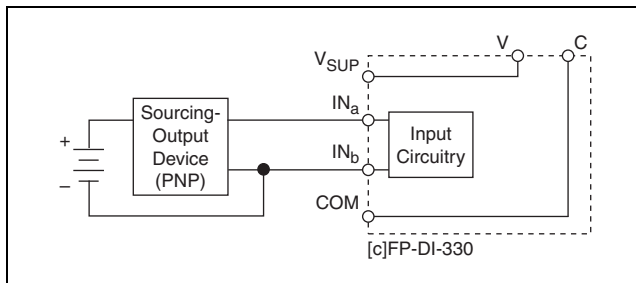 V C
V_SUP
Sourcing-
Output
Device
(PNP)
+
–
IN_a
Input
Circuitry
IN_b
COM
[c]FP-DI-330